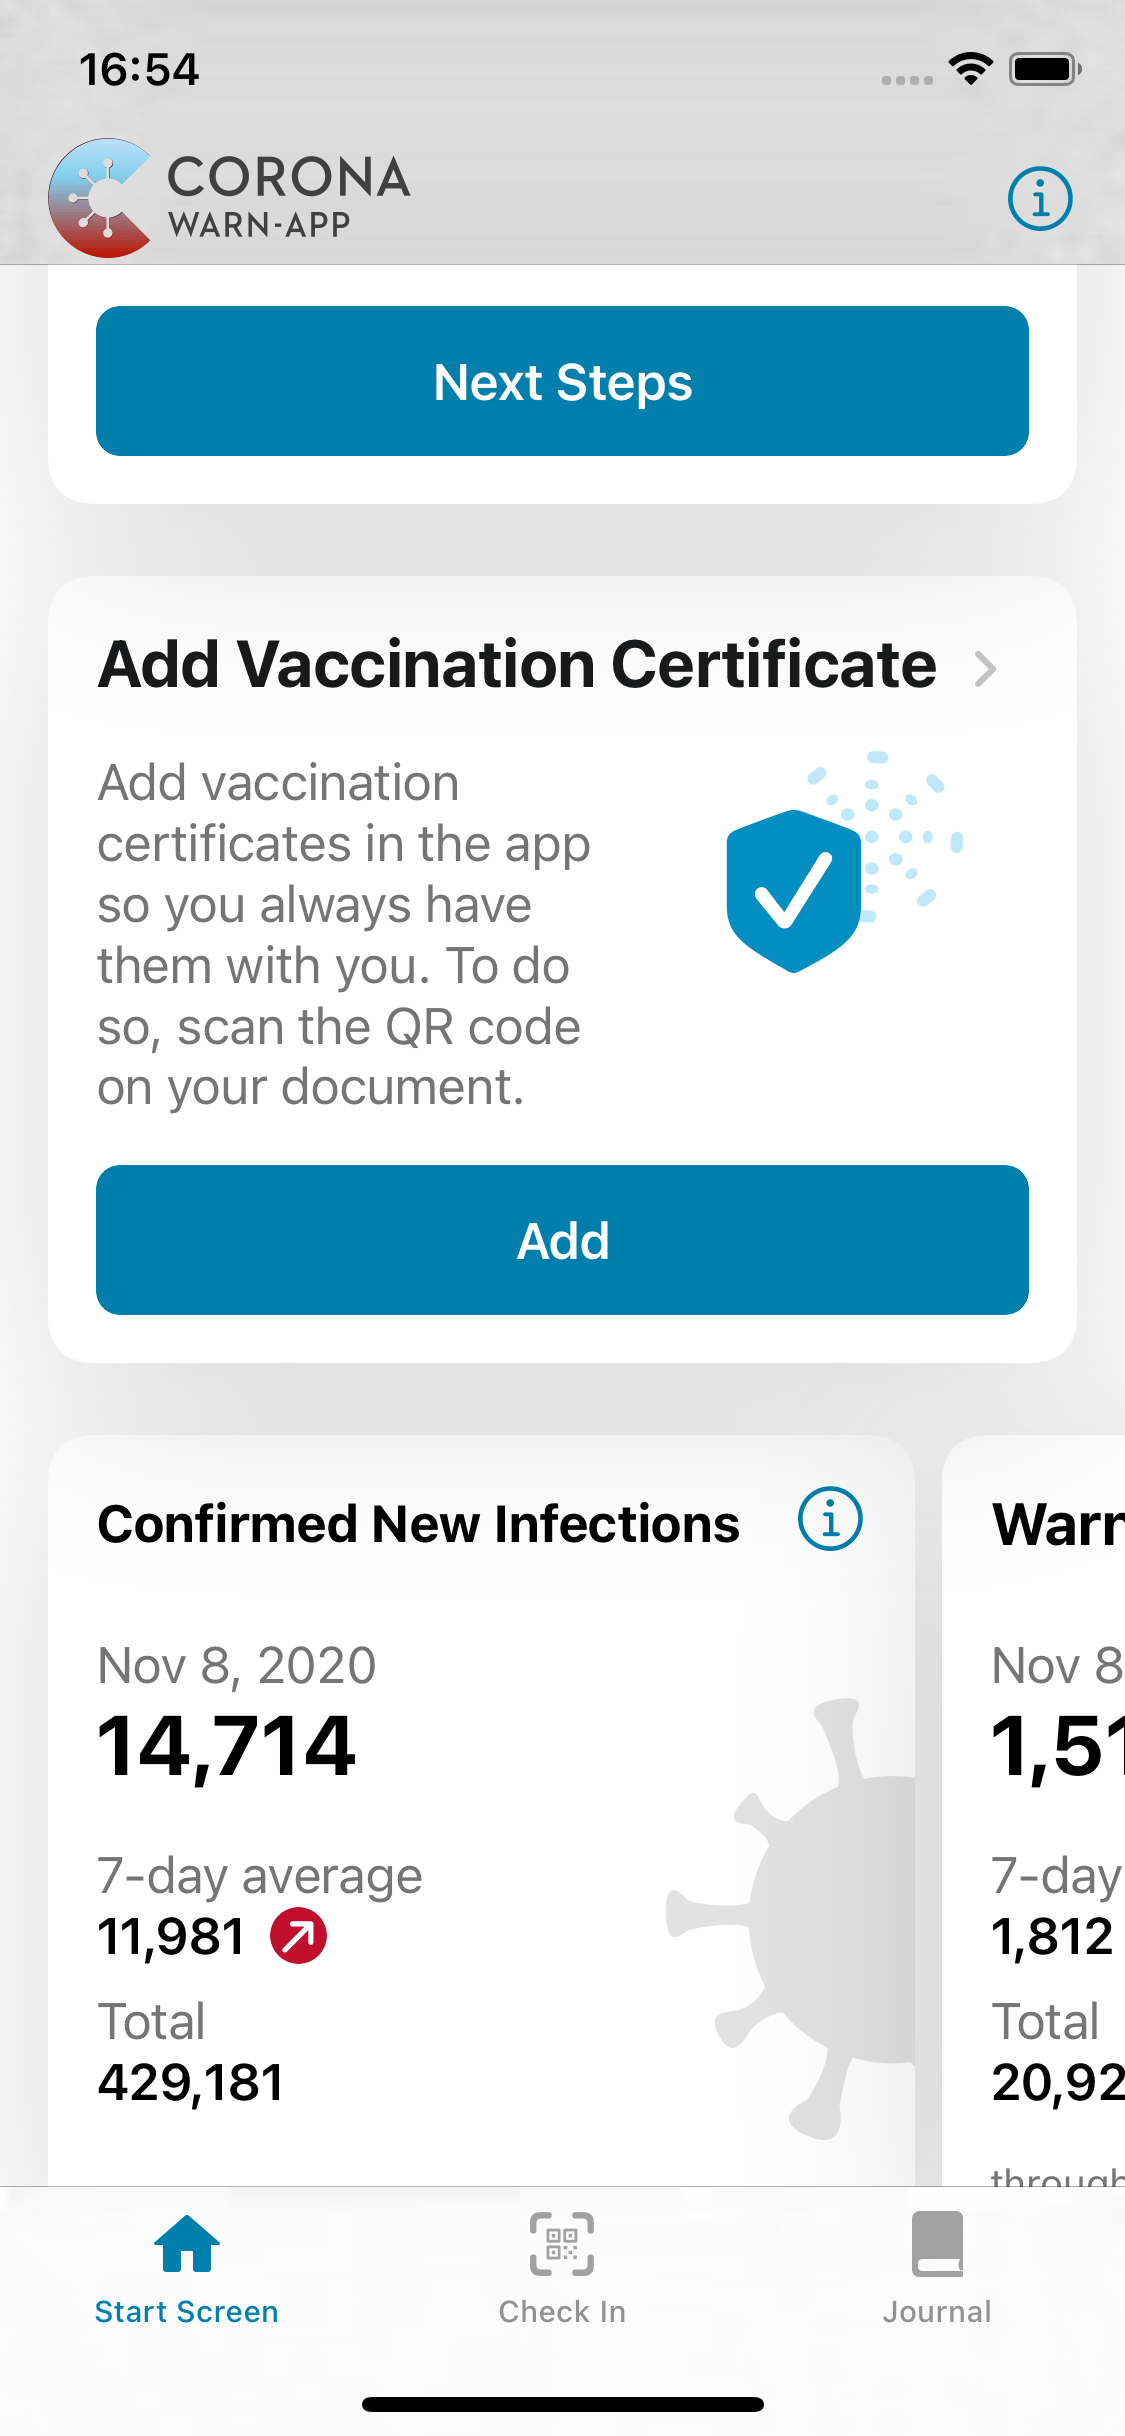 16:54
CORONA
WARN-APP
Next Steps
Add Vaccination Certificate
Add vaccination
certificates in the app
so you always have
them with you. To do
so, scan the QR code
on your document.
Add
Confirmed New Infections
Nov 8, 2020
14,714
7-day average
11,981
Total
429,181
Warn
Nov 8
1,51
7-day
1,812
Total
20,92
through
Start Screen
Check In
Journal